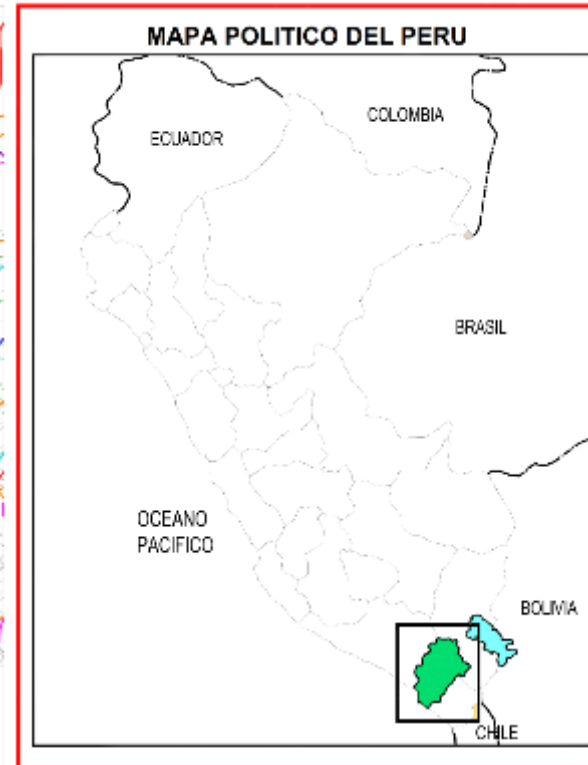 MAPA POLITICO DEL PERU
COLOMBIA
ECUADOR
BRASIL
OCEANO
PACIFICO
BOLIVIA
CHILE